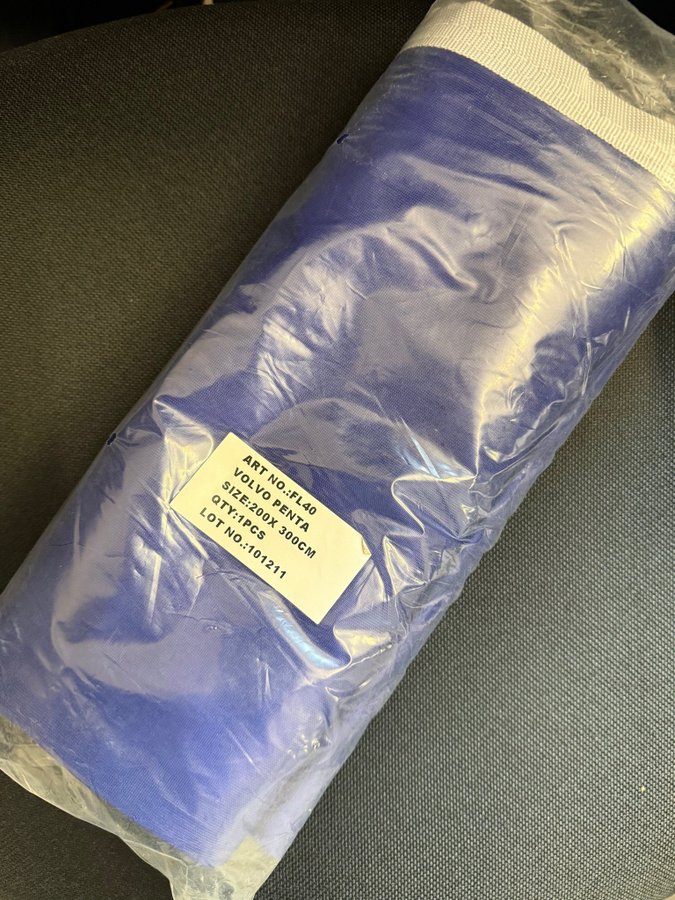 ART NO.:FL40
VOLVO PENTA
SIZE:200X 300CM
QTY:1PCS
LOT NO.:101211